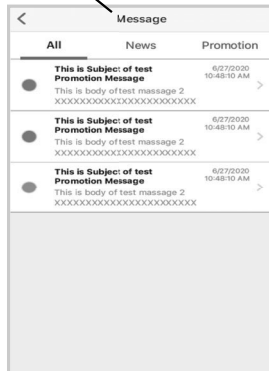 Message
All News Promotion
This is Subject of test 6/27/2020
Promotion Message 10:48:10 AM
This is body of test massage 2
XXXXXXXXXXIXXXXXXXXXXXX
This is Subject of test 6/27/2020
Promotion Message 10:48:10 AM
This is body of test massage 2
XXXXXXXXXXIXXXXXXXXXXXX
This is Subject of test 6/27/2020
Promotion Message 10:48:10 AM
This is body of test massage 2
XXXXXXXXXXXXXXXXXXXXXXX